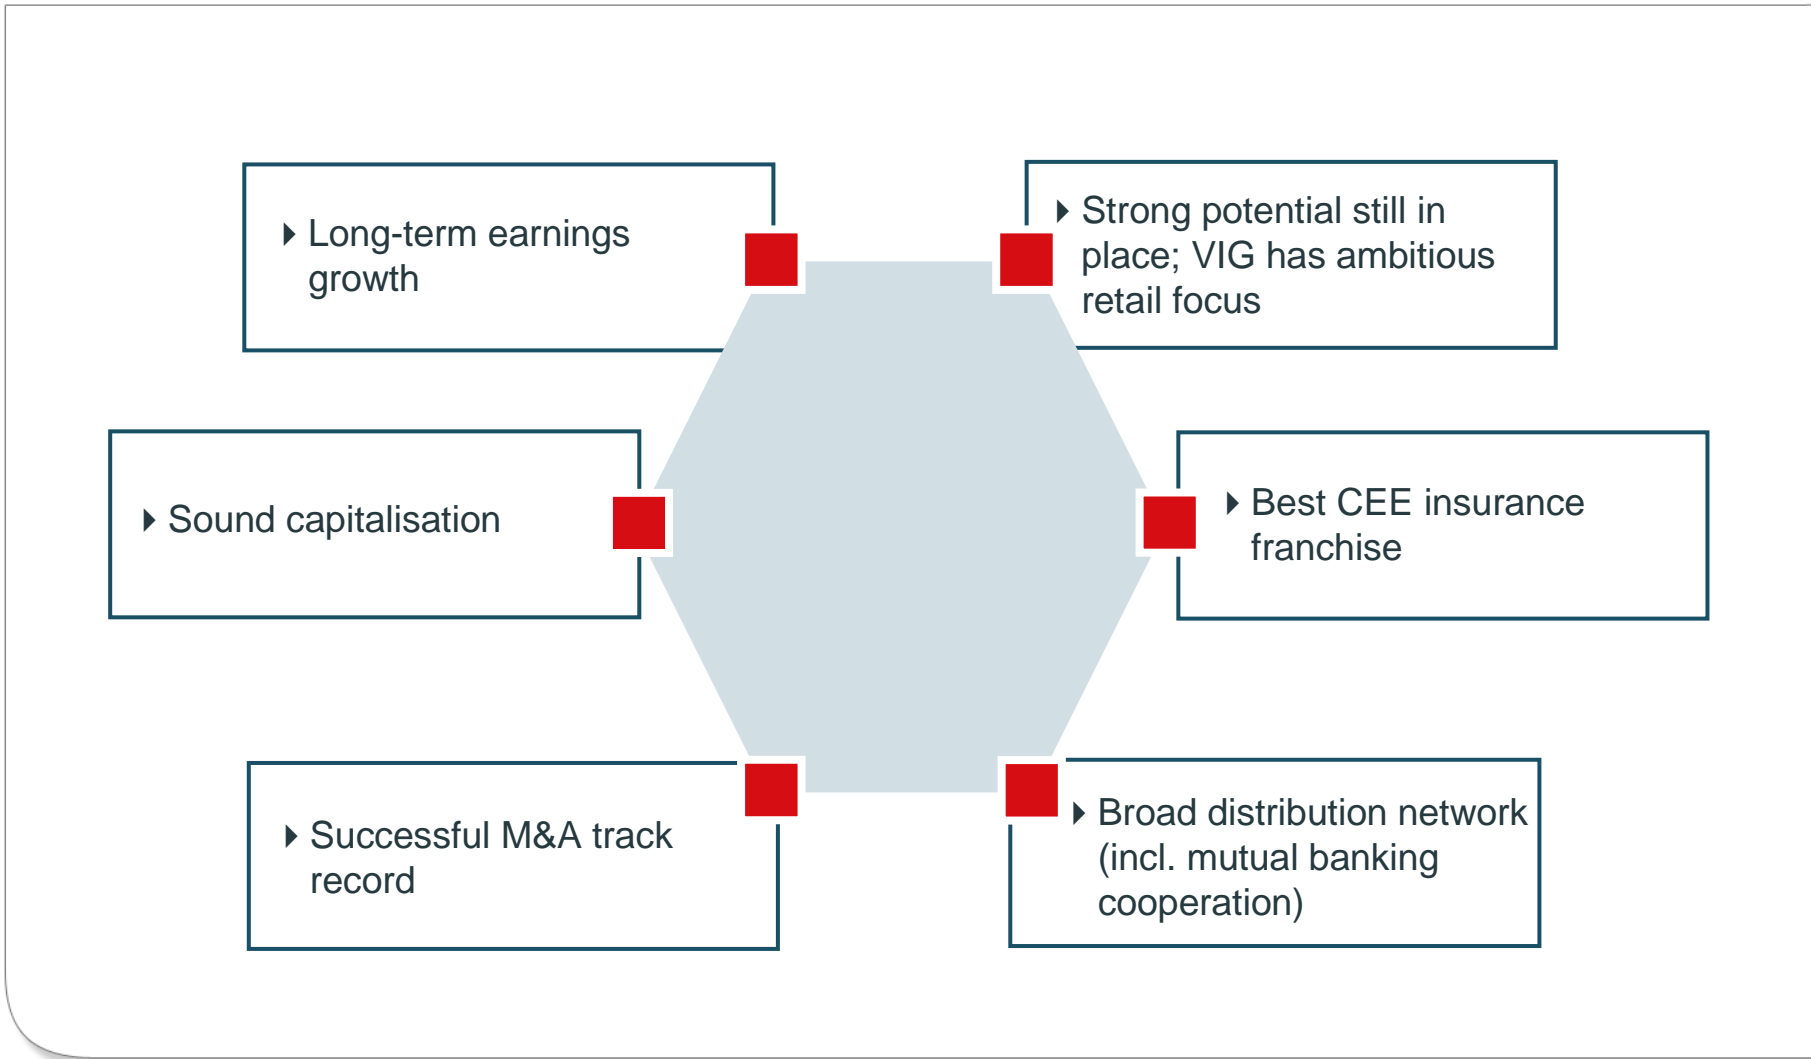 Long-term earnings
growth
Strong potential still in
place; VIG has ambitious
retail focus
Sound capitalisation
Best CEE insurance
franchise
Successful M&A track
record
Broad distribution network
(incl. mutual banking
cooperation)